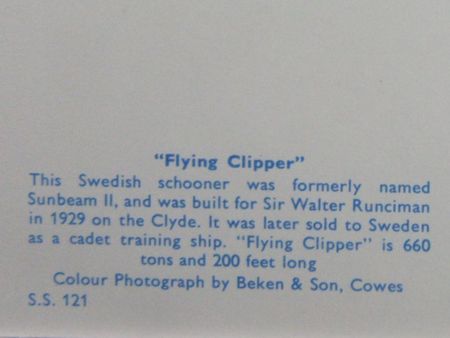 "Flying Clipper"
This Swedish schooner was formerly named
Sunbeam II, and was built for Sir Walter Runciman
in 1929 on the Clyde. It was later sold to Sweden
as a cadet training ship. "Flying Clipper" is 660
tons and 200 feet long
Colour Photograph by Beken & Son, Cowes
S.S. 121